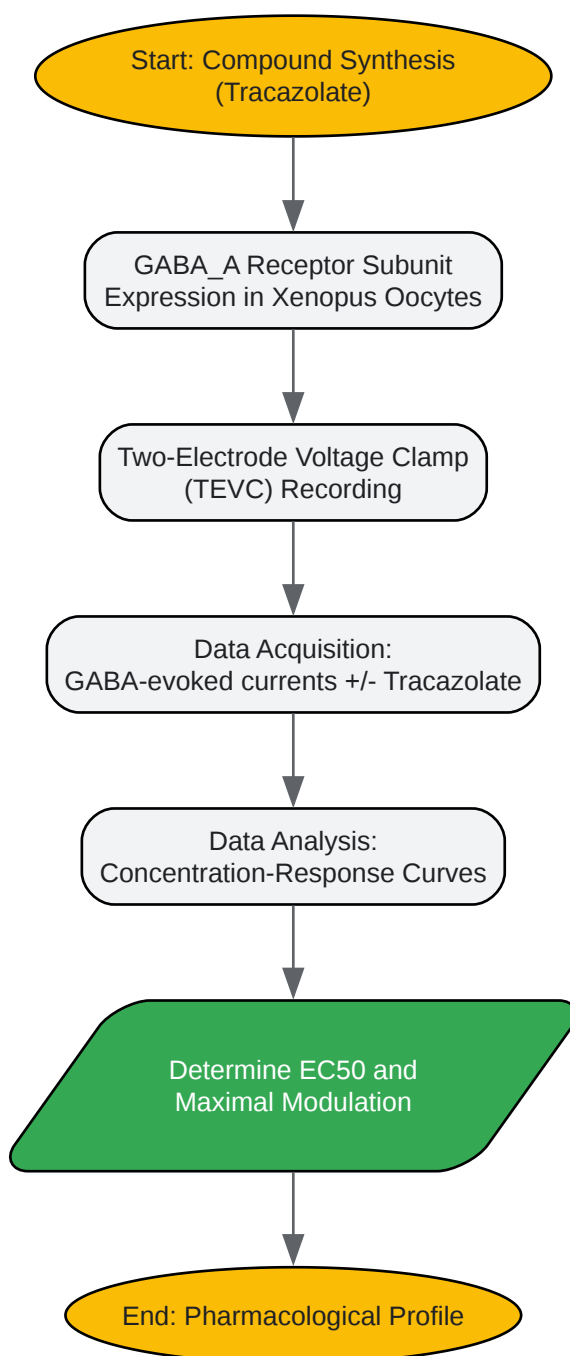 Start: Compound Synthesis
(Tracazolate)
GABA_A Receptor Subunit
Expression in Xenopus Oocytes
Two-Electrode Voltage Clamp
(TEVC) Recording
Data Acquisition:
GABA-evoked currents +/- Tracazolate
Data Analysis:
Concentration-Response Curves
Determine EC50 and
Maximal Modulation
End: Pharmacological Profile